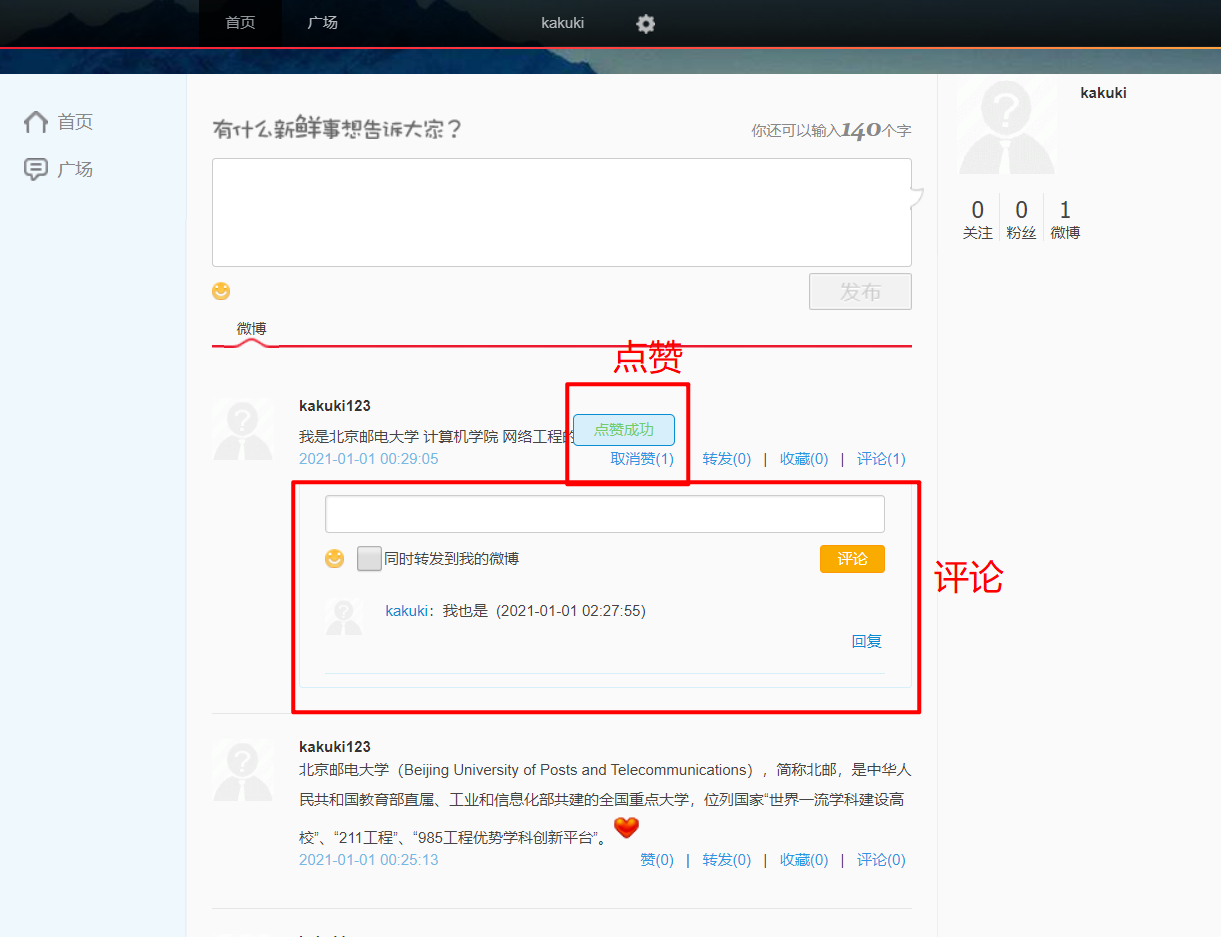 首页 广场 kakuki
首页
广场
有什么新鲜事想告诉大家？
你还可以输入140个字
发布
微博
kakuki
0 0 1
关注 粉丝 微博
点赞
kakuki123
我是北京邮电大学 计算机学院 网络工程的
点赞成功
2021-01-01 00:29:05
取消赞(1) 转发(0) | 收藏(0) | 评论(1)
同时转发到我的微博
评论
评论
kakuki：我也是 (2021-01-01 02:27:55)
回复
kakuki123
北京邮电大学（Beijing University of Posts and Telecommunications），简称北邮，是中华人
民共和国教育部直属、工业和信息化部共建的全国重点大学，位列国家“世界一流学科建设高
校”、“211工程”、“985工程优势学科创新平台”。
2021-01-01 00:25:13
赞(0) | 转发(0) | 收藏(0) | 评论(0)